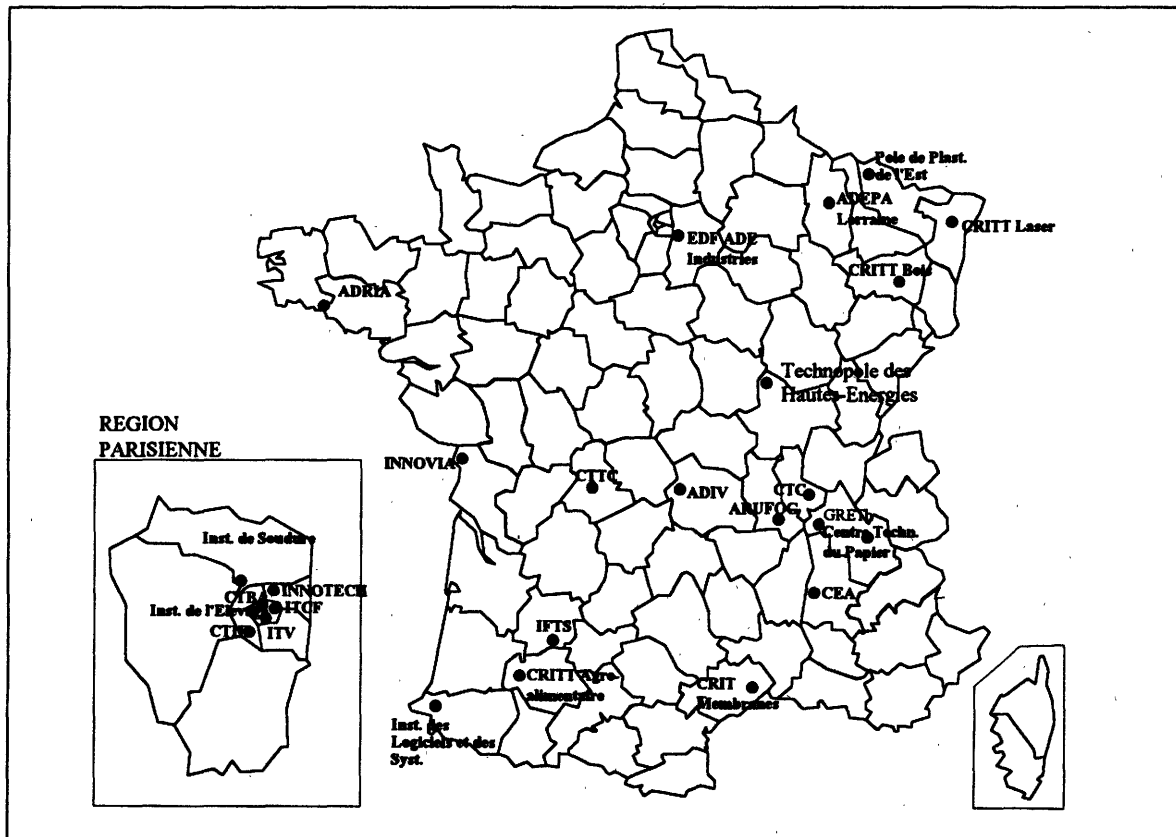 Pole de Plast.
de l'Est
ADEPA
Lorraine
CRITT Laser
EDF ADE
Industries
CRITT Bois
ADRIA
Technopole des
Hautes-Energies
REGION
PARISIENNE
INNOVIA
CTTC
ADIV
CTC
ARUFOG
GRETh
Centre Techn.
du Papier
Inst. de Soudure
INNOTECH
CTBA
ITCF
Inst. de l'Elev
ITV
CEA
IFTS
CRITT Agro-
alimentaire
CRIT
Membranes
Inst. des
Logiciels et des
Syst.